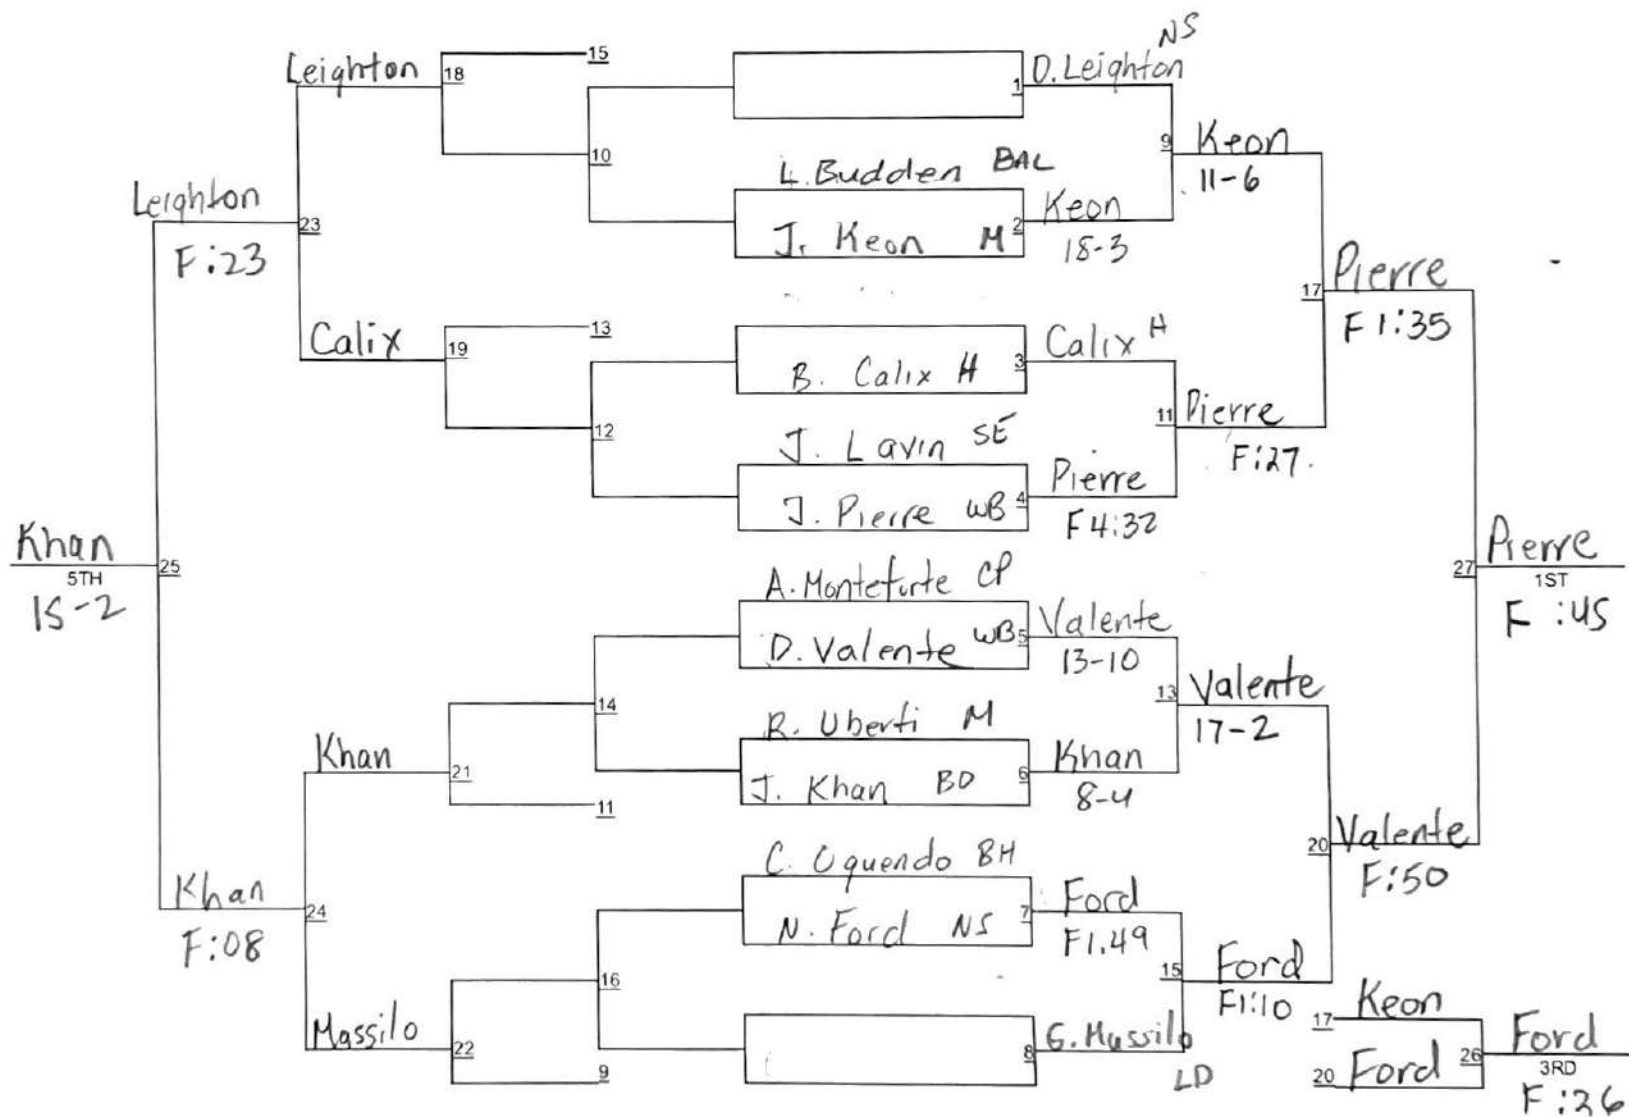 NS
Leighton 18 15 1 D. Leighton
10 9 Keon
L. Budden BAL 11-6
Leighton 23 J. Keon M 2 Keon
F :23 18-3
17 Pierre
Calix 19 13 B. Calix H 3 Calix H F 1:35
12 J. Lavin SE 11 Pierre
J. Pierre WB 4 Pierre F :27
F 4:32
Khan 25 27 Pierre
5TH 1ST
15-2 A. Monteforte CP F :45
D. Valente WB 5 Valente
13-10
14 13 Valente
R. Uberti M 17-2
Khan 21 J. Khan BD 6 Khan
11 8-4
C. Oquendo BH 20 Valente
Khan 24 N. Ford NS 7 Ford F:50
F:08 F1.49
16 15 Ford
F1:10 17 Keon
Massilo 22 8 G. Massilo 26 Ford
9 LD 20 Ford 3RD
F :26